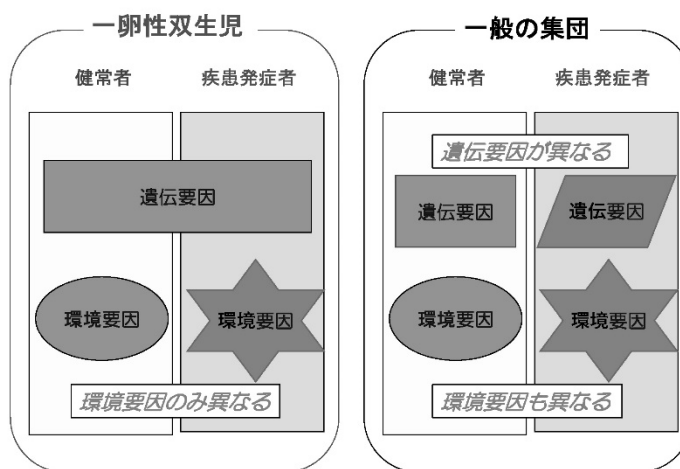 一卵性双生児
健常者 疾患発症者
遺伝要因
環境要因 環境要因
環境要因のみ異なる
一般の集団
健常者 疾患発症者
遺伝要因が異なる
遺伝要因 遺伝要因
環境要因 環境要因
環境要因も異なる